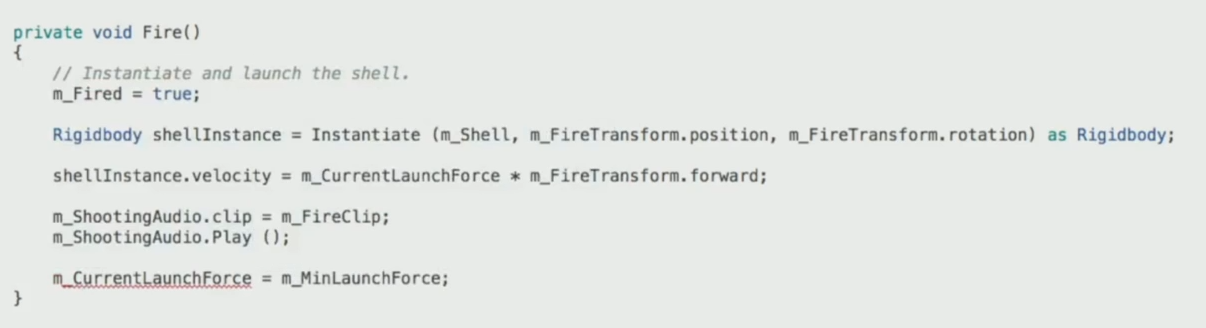 private void Fire()
{
    // Instantiate and launch the shell.
    m_Fired = true;

    Rigidbody shellInstance = Instantiate (m_Shell, m_FireTransform.position, m_FireTransform.rotation) as Rigidbody;

    shellInstance.velocity = m_CurrentLaunchForce * m_FireTransform.forward;

    m_ShootingAudio.clip = m_FireClip;
    m_ShootingAudio.Play ();

    m_CurrentLaunchForce = m_MinLaunchForce;
}